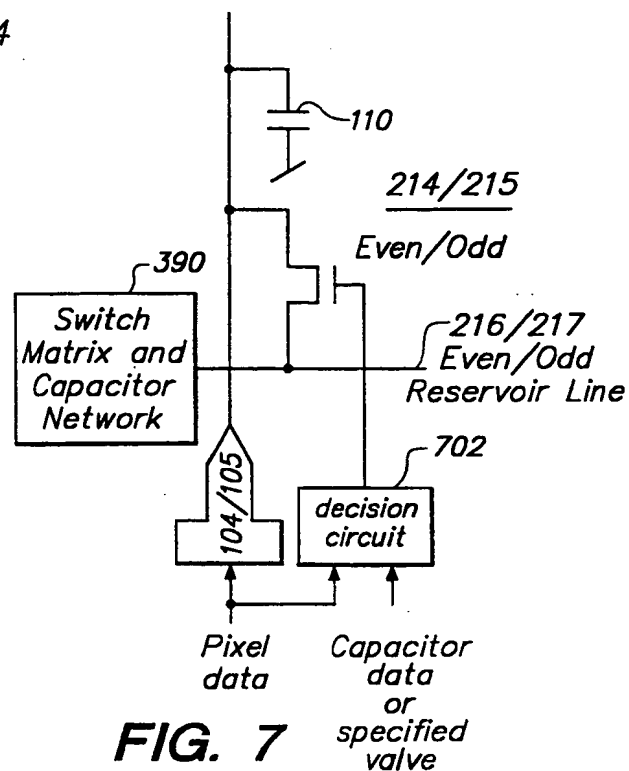 4
110
214/215
Even/Odd
390
Switch
Matrix and
Capacitor
Network
216/217
Even/Odd
Reservoir Line
702
104/105
decision
circuit
Pixel
data
Capacitor
data
or
specified
valve
FIG. 7